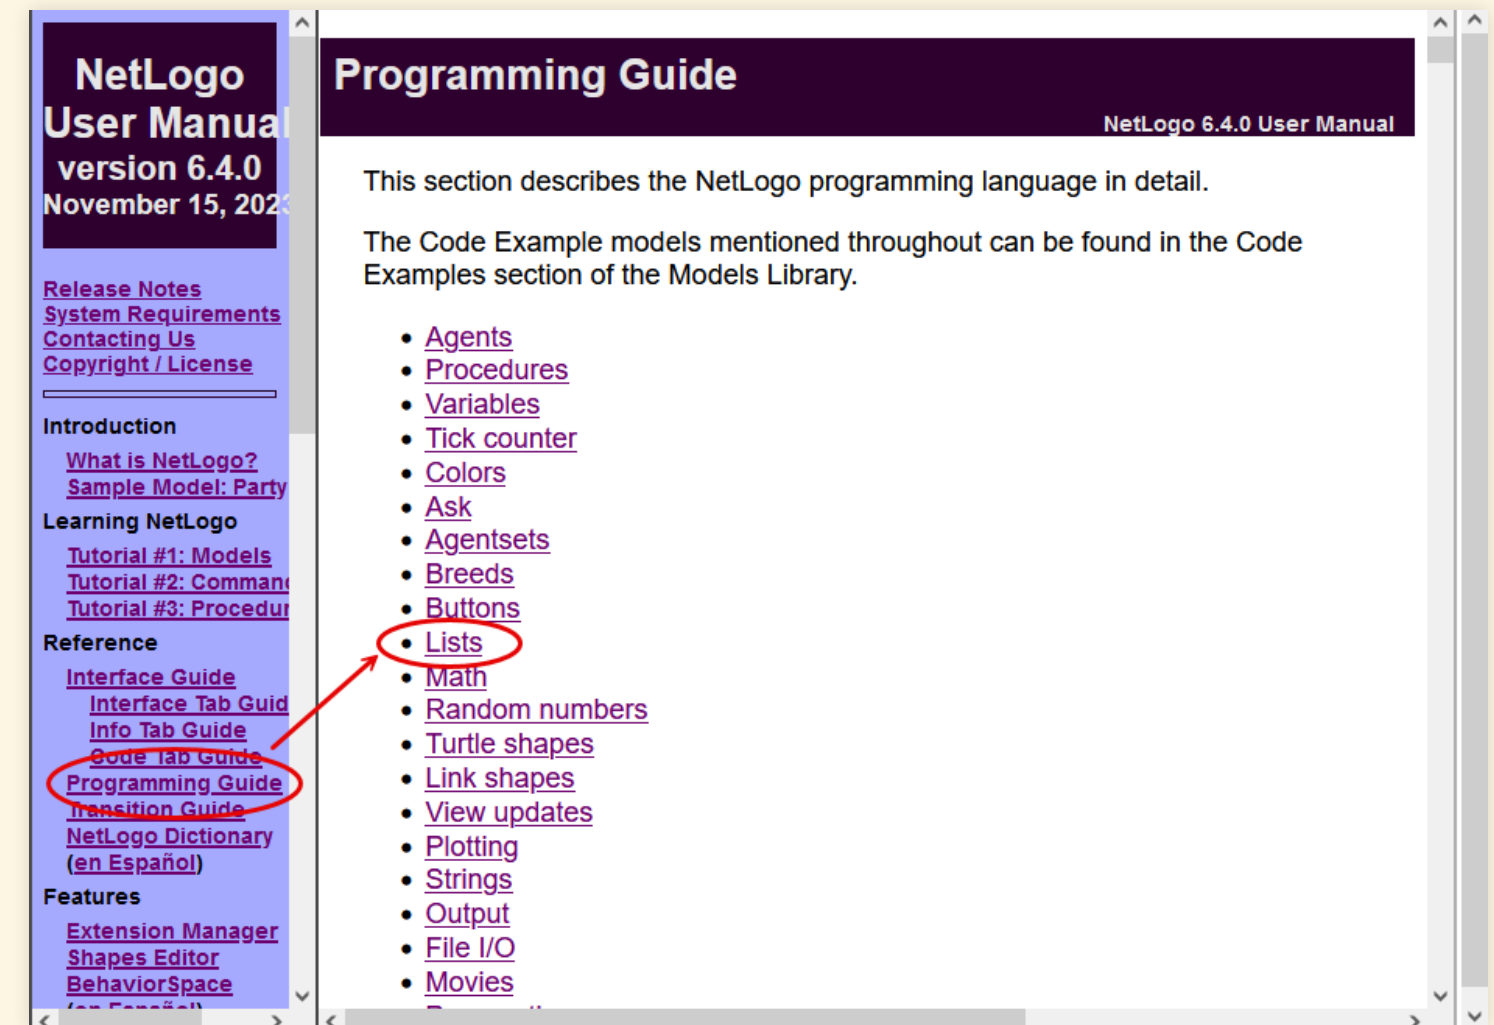 NetLogo
User Manual
version 6.4.0
November 15, 2023
Release Notes
System Requirements
Contacting Us
Copyright / License
Introduction
What is NetLogo?
Sample Model: Party
Learning NetLogo
Tutorial #1: Models
Tutorial #2: Command
Tutorial #3: Procedur
Reference
Interface Guide
Interface Tab Guid
Info Tab Guide
Code Tab Guide
Programming Guide
Transition Guide
NetLogo Dictionary
(en Español)
Features
Extension Manager
Shapes Editor
BehaviorSpace
(en Español)
Programming Guide
NetLogo 6.4.0 User Manual
This section describes the NetLogo programming language in detail.
The Code Example models mentioned throughout can be found in the Code
Examples section of the Models Library.
• Agents
• Procedures
• Variables
• Tick counter
• Colors
• Ask
• Agentsets
• Breeds
• Buttons
• Lists
• Math
• Random numbers
• Turtle shapes
• Link shapes
• View updates
• Plotting
• Strings
• Output
• File I/O
• Movies